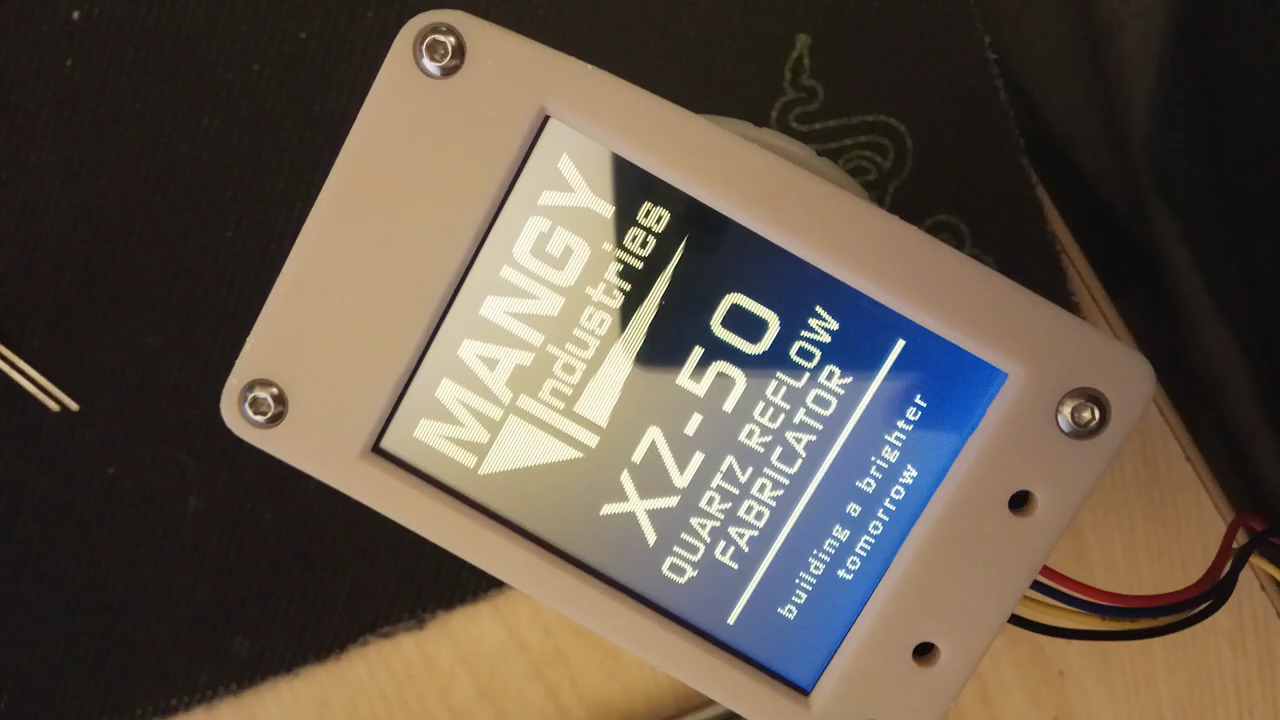 MANGY
Industries
XZ-50
QUARTZ REFLOW
FABRICATOR
building a brighter
tomorrow